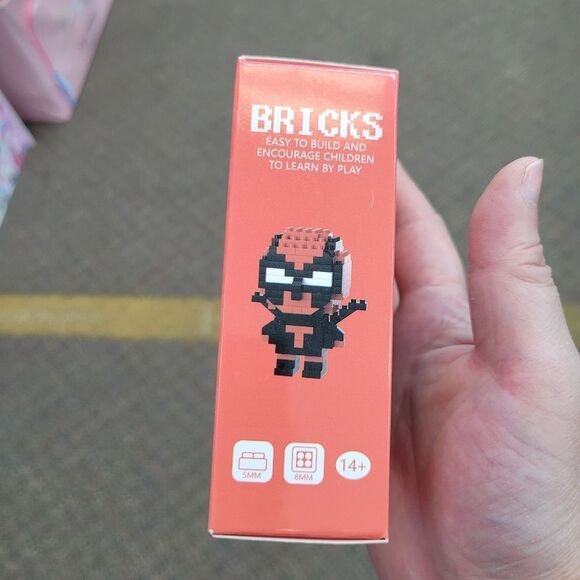 BRICKS
EASY TO BUILD AND
ENCOURAGE CHILDREN
TO LEARN BY PLAY
5MM
8MM
14+